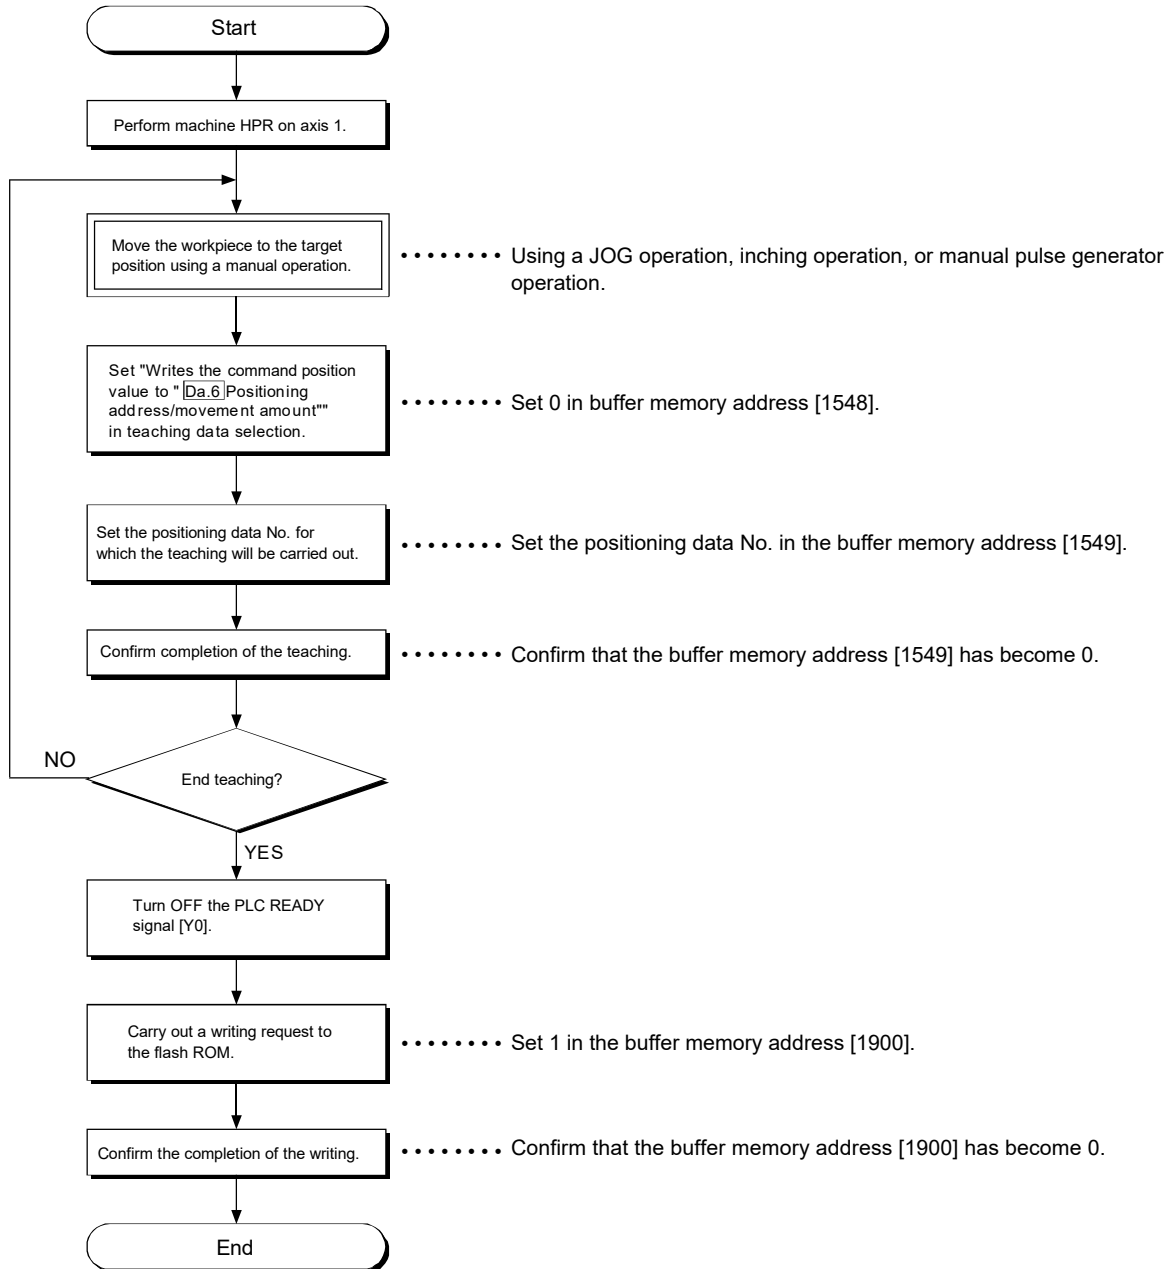 Start
Perform machine HPR on axis 1.
Move the workpiece to the target
position using a manual operation.
Using a JOG operation, inching operation, or manual pulse generator
operation.
Set "Writes the command position
value to " Da.6 Positioning
address/movement amount""
in teaching data selection.
Set 0 in buffer memory address [1548].
Set the positioning data No. for
which the teaching will be carried out.
Set the positioning data No. in the buffer memory address [1549].
Confirm completion of the teaching.
Confirm that the buffer memory address [1549] has become 0.
NO
End teaching?
YES
Turn OFF the PLC READY
signal [Y0].
Carry out a writing request to
the flash ROM.
Set 1 in the buffer memory address [1900].
Confirm the completion of the writing.
Confirm that the buffer memory address [1900] has become 0.
End